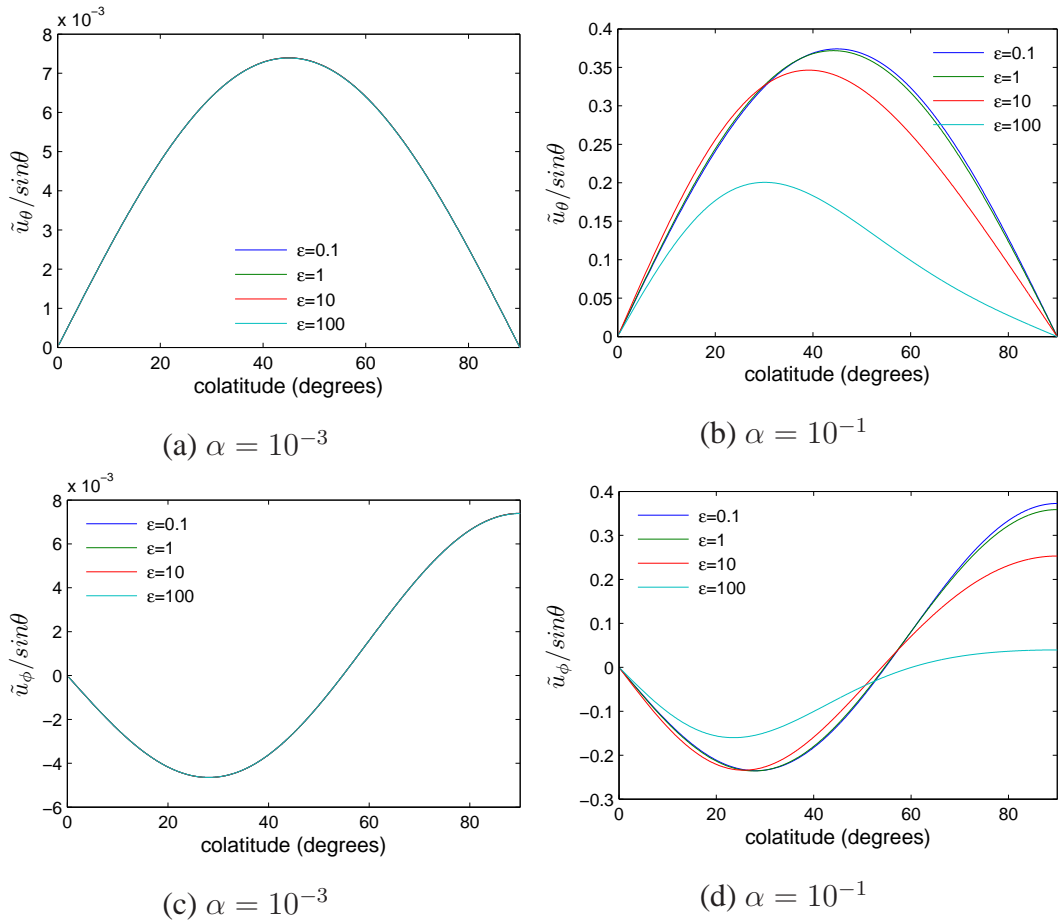 x 10⁻³
8
7
6
5
4
3
2
1
0
ũ_θ/sinθ
ε=0.1
ε=1
ε=10
ε=100
0 20 40 60 80
colatitude (degrees)
(a) α = 10⁻³
0.4
0.35
0.3
0.25
0.2
0.15
0.1
0.05
0
ũ_θ/sinθ
ε=0.1
ε=1
ε=10
ε=100
0 20 40 60 80
colatitude (degrees)
(b) α = 10⁻¹
x 10⁻³
8
6
4
2
0
−2
−4
−6
ũ_ϕ/sinθ
ε=0.1
ε=1
ε=10
ε=100
0 20 40 60 80
colatitude (degrees)
(c) α = 10⁻³
0.4
0.3
0.2
0.1
0
−0.1
−0.2
−0.3
ũ_ϕ/sinθ
ε=0.1
ε=1
ε=10
ε=100
0 20 40 60 80
colatitude (degrees)
(d) α = 10⁻¹